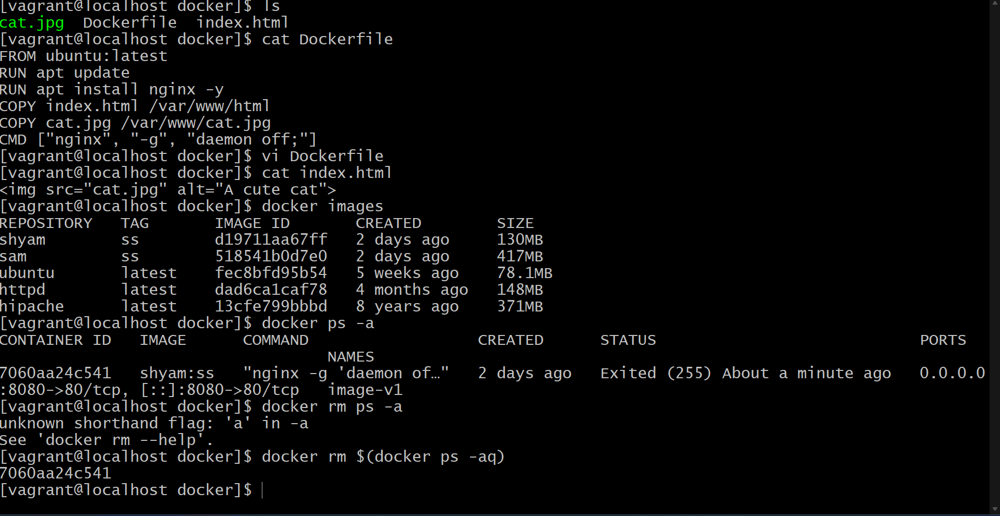 [vagrant@localhost docker]$ ls
cat.jpg  Dockerfile  index.html
[vagrant@localhost docker]$ cat Dockerfile
FROM ubuntu:latest
RUN apt update
RUN apt install nginx -y
COPY index.html /var/www/html
COPY cat.jpg /var/www/cat.jpg
CMD ["nginx", "-g", "daemon off;"]
[vagrant@localhost docker]$ vi Dockerfile
[vagrant@localhost docker]$ cat index.html
<img src="cat.jpg" alt="A cute cat">
[vagrant@localhost docker]$ docker images
REPOSITORY   TAG       IMAGE ID       CREATED        SIZE
shyam        ss        d19711aa67ff   2 days ago     130MB
sam          ss        518541b0d7e0   2 days ago     417MB
ubuntu       latest    fec8bfd95b54   5 weeks ago    78.1MB
httpd        latest    dad6ca1caf78   4 months ago   148MB
hipache      latest    13cfe799bbbd   8 years ago    371MB
[vagrant@localhost docker]$ docker ps -a
CONTAINER ID   IMAGE      COMMAND                  CREATED      STATUS                            PORTS
                                   NAMES
7060aa24c541   shyam:ss   "nginx -g 'daemon of…"   2 days ago   Exited (255) About a minute ago   0.0.0.0
:8080->80/tcp, [::]:8080->80/tcp   image-v1
[vagrant@localhost docker]$ docker rm ps -a
unknown shorthand flag: 'a' in -a
See 'docker rm --help'.
[vagrant@localhost docker]$ docker rm $(docker ps -aq)
7060aa24c541
[vagrant@localhost docker]$